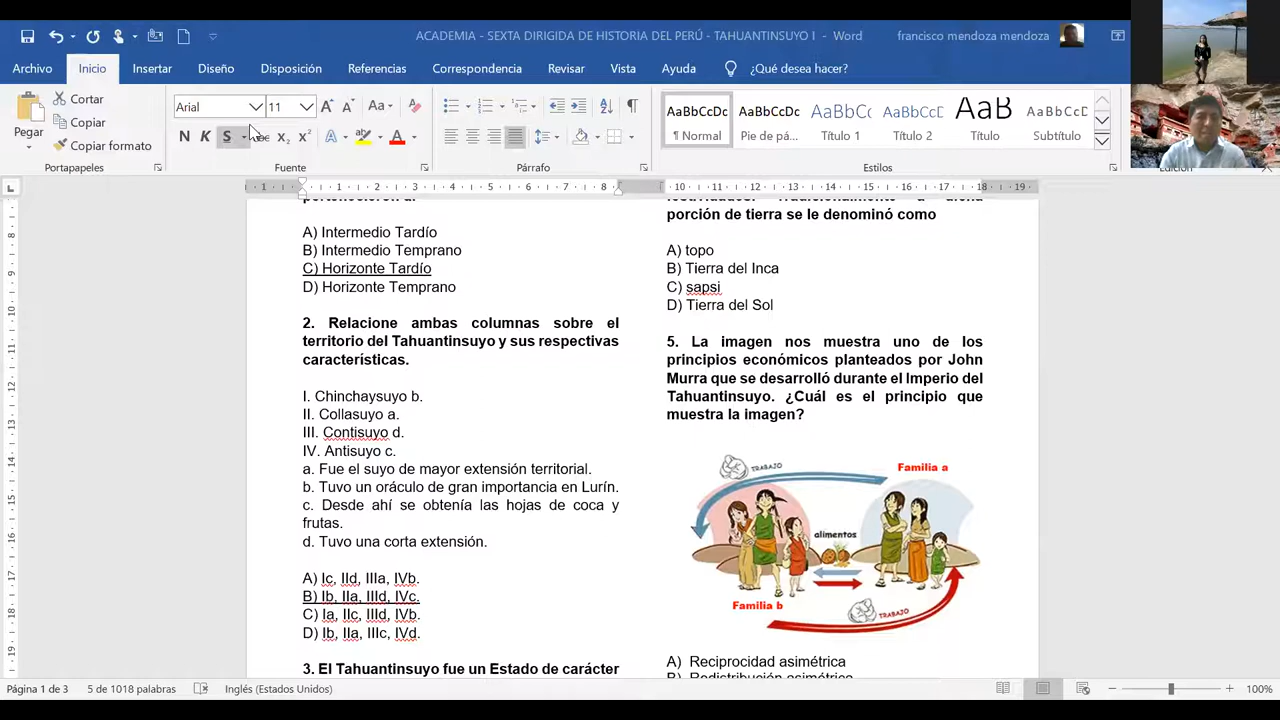 ACADEMIA - SEXTA DIRIGIDA DE HISTORIA DEL PERÚ - TAHUANTINSUYO I - Word
francisco mendoza mendoza
Archivo
Inicio
Insertar
Diseño
Disposición
Referencias
Correspondencia
Revisar
Vista
Ayuda
¿Qué desea hacer?
Pegar
Cortar
Copiar
Copiar formato
Portapapeles
Arial
11
Fuente
Párrafo
AaBbCcDc
¶ Normal
AaBbCcDc
Pie de pá...
AaBbCc
Título 1
AaBbCc
Título 2
AaB
Título
AaBbCcDc
Subtítulo
Estilos
A) Intermedio Tardío
B) Intermedio Temprano
C) Horizonte Tardío
D) Horizonte Temprano
2. Relacione ambas columnas sobre el
territorio del Tahuantinsuyo y sus respectivas
características.
I. Chinchaysuyo b.
II. Collasuyo a.
III. Contisuyo d.
IV. Antisuyo c.
a. Fue el suyo de mayor extensión territorial.
b. Tuvo un oráculo de gran importancia en Lurín.
c. Desde ahí se obtenía las hojas de coca y
frutas.
d. Tuvo una corta extensión.
A) Ic, IId, IIIa, IVb.
B) Ib, IIa, IIId, IVc.
C) Ia, IIc, IIId, IVb.
D) Ib, IIa, IIIc, IVd.
3. El Tahuantinsuyo fue un Estado de carácter
porción de tierra se le denominó como
A) topo
B) Tierra del Inca
C) sapsi
D) Tierra del Sol
5. La imagen nos muestra uno de los
principios económicos planteados por John
Murra que se desarrolló durante el Imperio del
Tahuantinsuyo. ¿Cuál es el principio que
muestra la imagen?
TRABAJO
Familia a
alimentos
Familia b
TRABAJO
A) Reciprocidad asimétrica
B) Redistribución asimétrica
Página 1 de 3
5 de 1018 palabras
Inglés (Estados Unidos)
100%